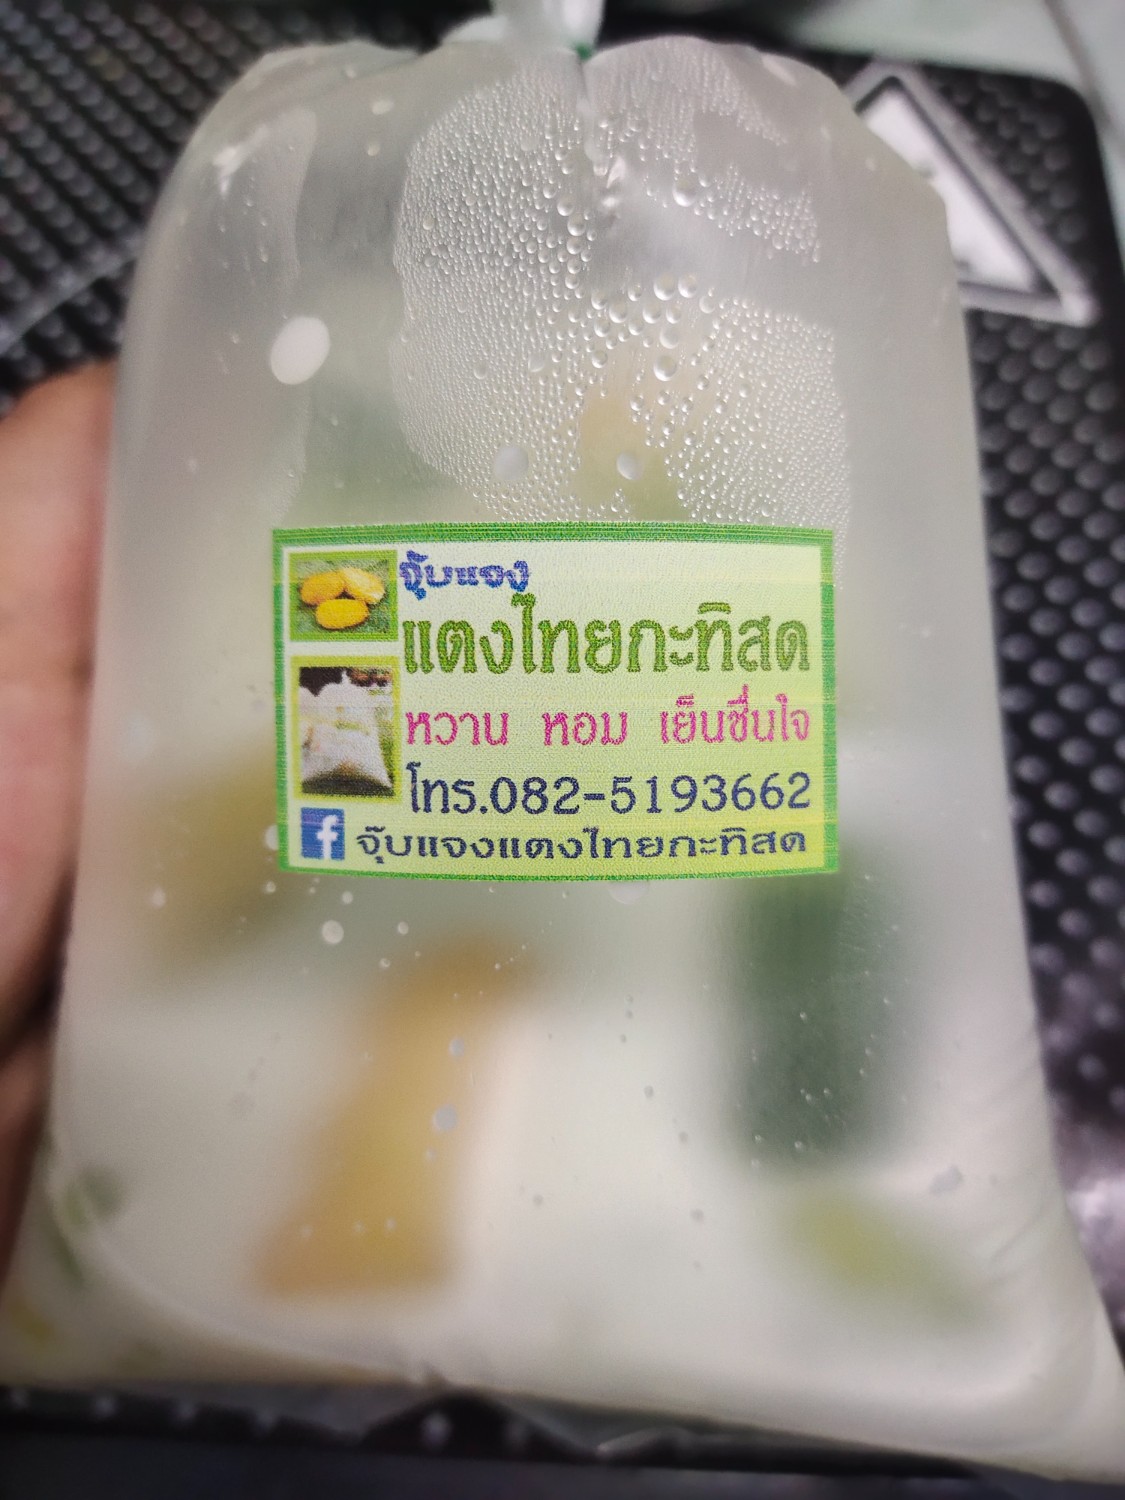 จุ๊บแจง
แตงไทยกะทิสด
หวาน หอม เย็นชื่นใจ
โทร.082-5193662
f จุ๊บแจงแตงไทยกะทิสด